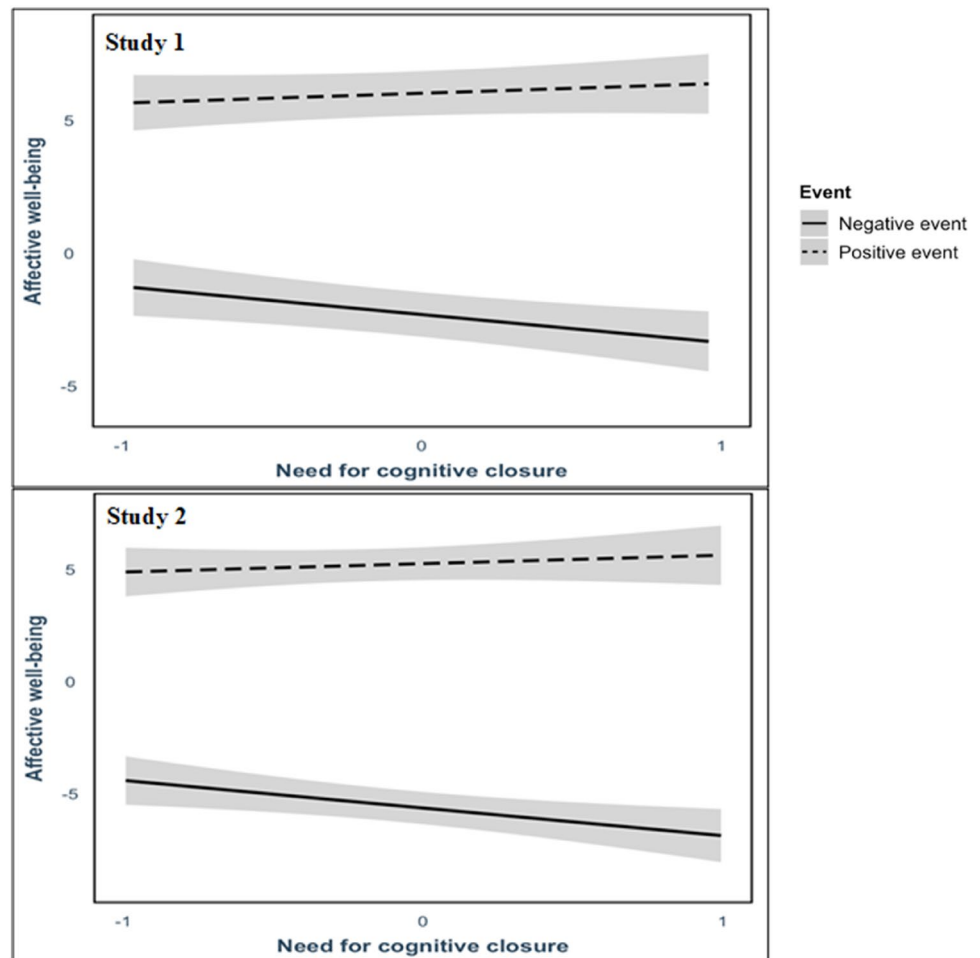 Study 1
Affective well-being
5
0
-5
-1 0 1
Need for cognitive closure
Event
Negative event
Positive event
Study 2
Affective well-being
5
0
-5
-1 0 1
Need for cognitive closure